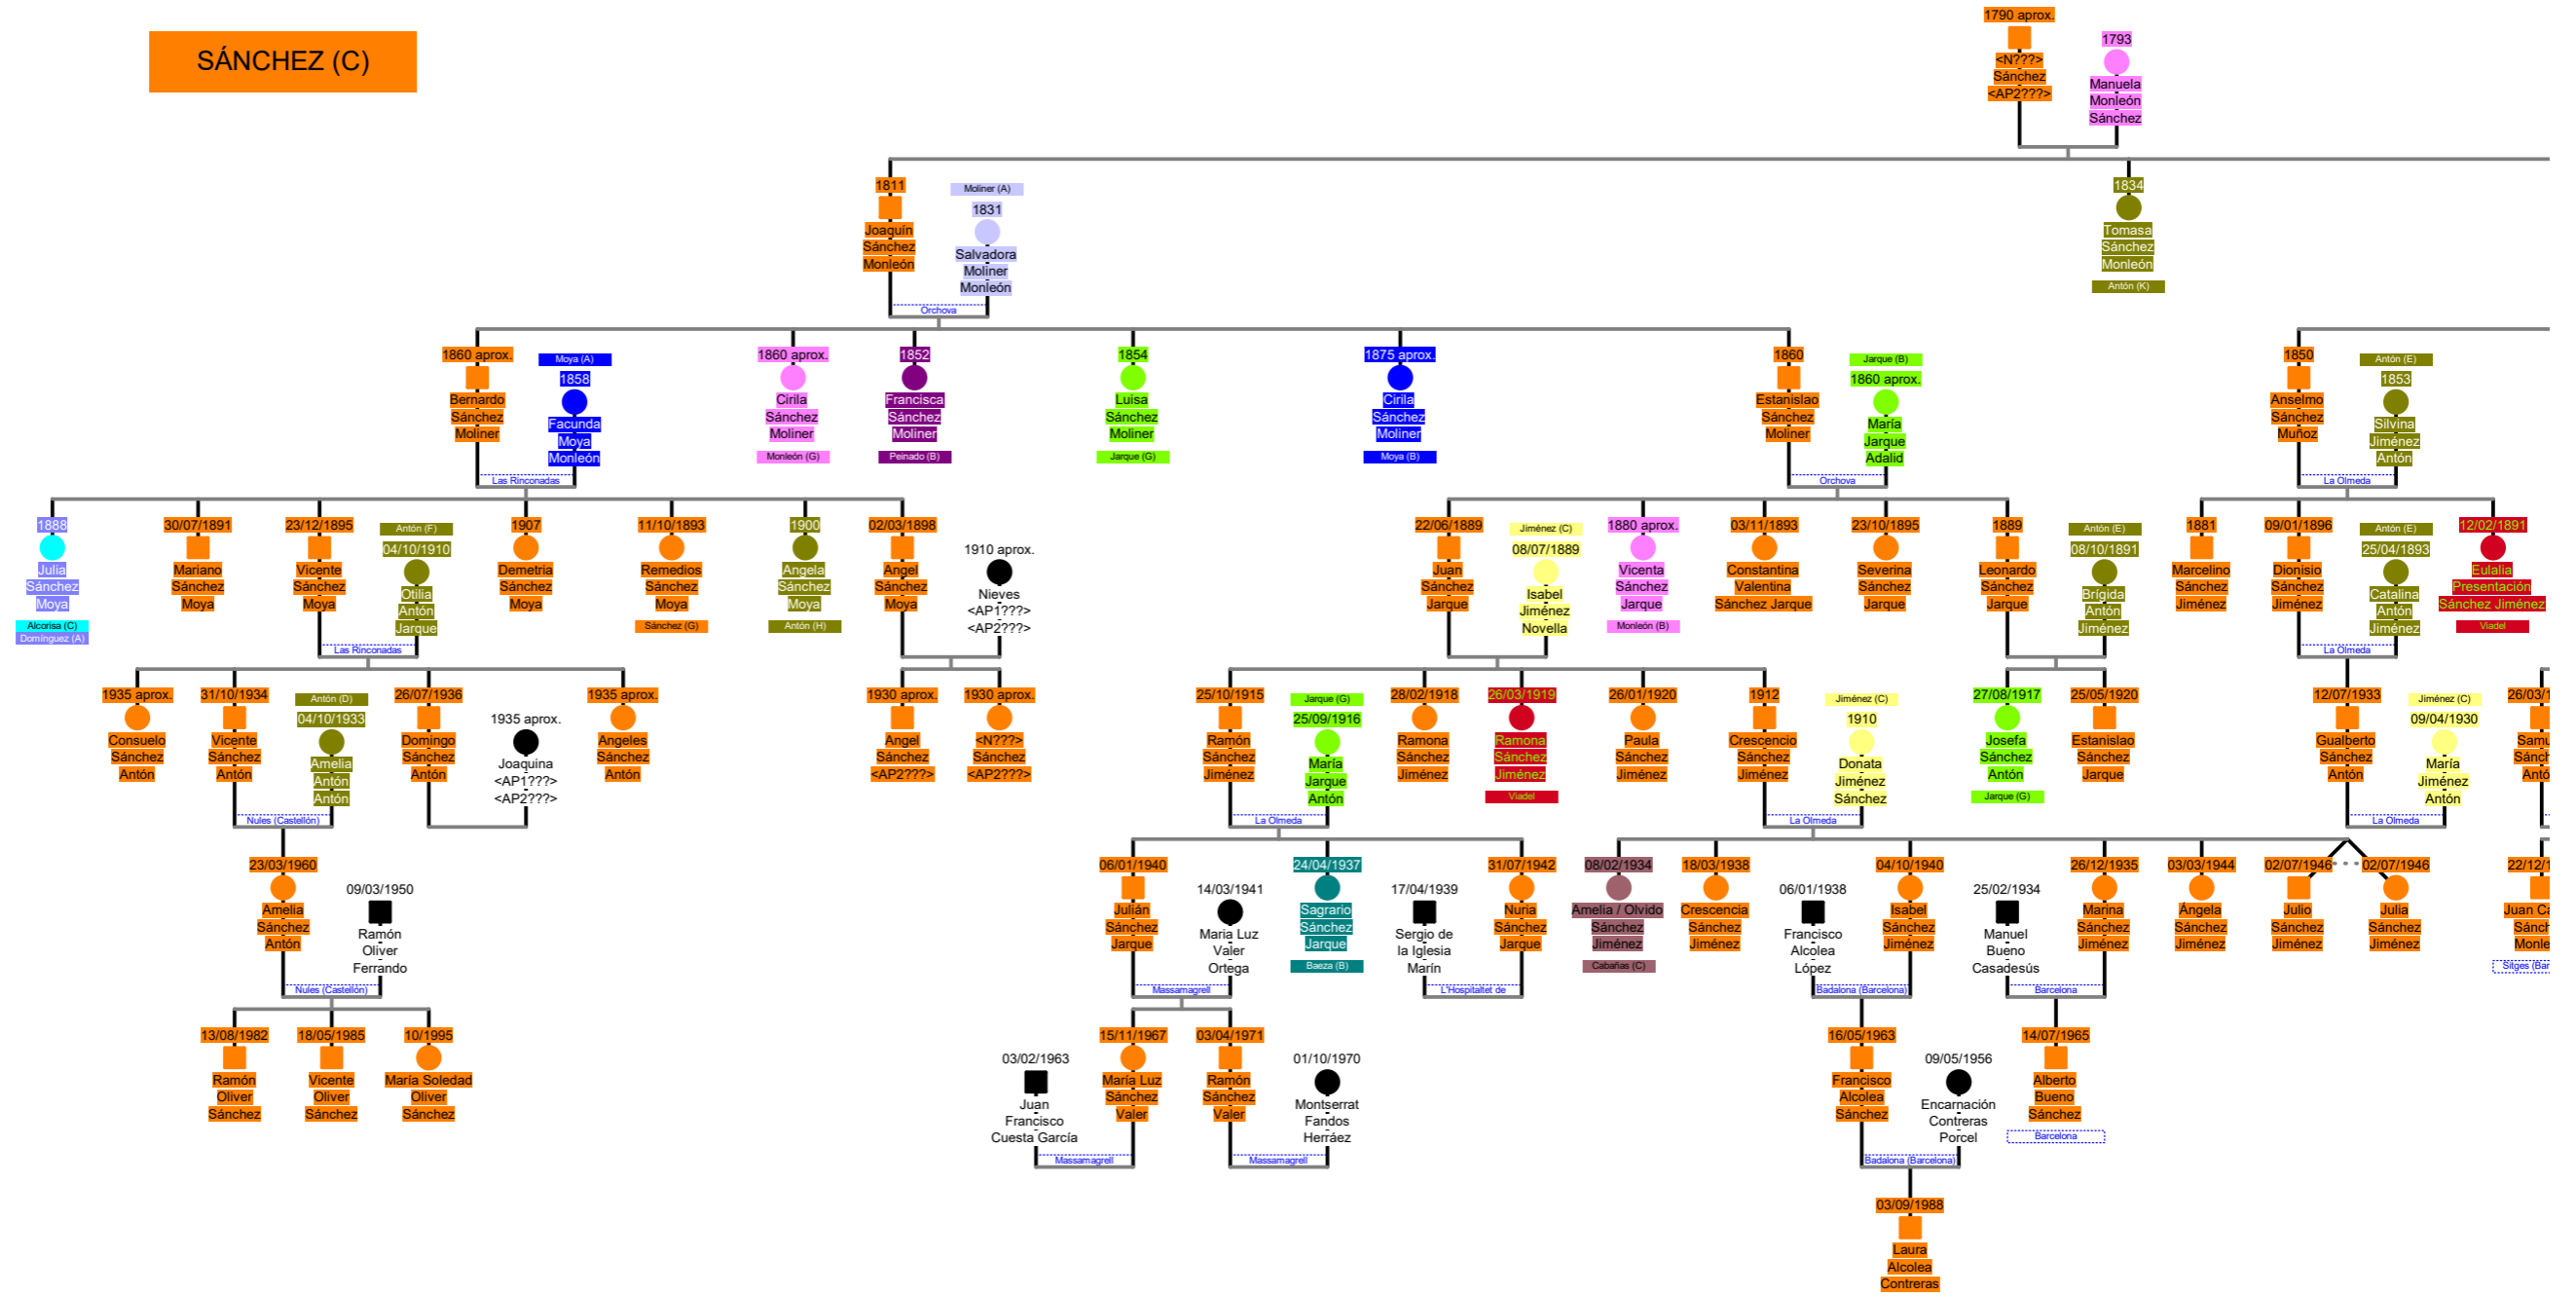 SÁNCHEZ (C)
1790 aprox.
<N???>
Sánchez
<AP2???>
1793
Manuela
Monleón
Sánchez
1811
Joaquín
Sánchez
Monleón
Moliner (A)
1831
Salvadora
Moliner
Monleón
Orchova
1834
Tomasa
Sánchez
Monleón
Antón (K)
1860 aprox.
Bernardo
Sánchez
Moliner
Moya (A)
1858
Facunda
Moya
Monleón
Las Rinconadas
1860 aprox.
Cirila
Sánchez
Moliner
Monleón (G)
1852
Francisca
Sánchez
Moliner
Peinado (B)
1854
Luisa
Sánchez
Moliner
Jarque (G)
1875 aprox.
Cirila
Sánchez
Moliner
Moya (B)
1860
Estanislao
Sánchez
Moliner
Jarque (B)
1860 aprox.
María
Jarque
Adalid
Orchova
1850
Anselmo
Sánchez
Muñoz
Antón (E)
1853
Silvina
Jiménez
Antón
La Olmeda
1888
Julia
Sánchez
Moya
Alcorisa (C)
Domínguez (A)
30/07/1891
Mariano
Sánchez
Moya
23/12/1895
Vicente
Sánchez
Moya
Antón (F)
04/10/1910
Otilia
Antón
Jarque
Las Rinconadas
1907
Demetria
Sánchez
Moya
11/10/1893
Remedios
Sánchez
Moya
Sánchez (G)
1900
Angela
Sánchez
Moya
Antón (H)
02/03/1898
Angel
Sánchez
Moya
1910 aprox.
Nieves
<AP1???>
<AP2???>
22/06/1889
Juan
Sánchez
Jarque
Jiménez (C)
08/07/1889
Isabel
Jiménez
Novella
1880 aprox.
Vicenta
Sánchez
Jarque
Monleón (B)
03/11/1893
Constantina
Valentina
Sánchez Jarque
23/10/1895
Severina
Sánchez
Jarque
1889
Leonardo
Sánchez
Jarque
Antón (E)
08/10/1891
Brígida
Antón
Jiménez
1881
Marcelino
Sánchez
Jiménez
09/01/1896
Dionisio
Sánchez
Jiménez
Antón (E)
25/04/1893
Catalina
Antón
Jiménez
La Olmeda
12/02/1891
Eulalia
Presentación
Sánchez Jiménez
Viadel
1935 aprox.
Consuelo
Sánchez
Antón
31/10/1934
Vicente
Sánchez
Antón
Antón (D)
04/10/1933
Amelia
Antón
Antón
Nules (Castellón)
26/07/1936
Domingo
Sánchez
Antón
1935 aprox.
Joaquina
<AP1???>
<AP2???>
1935 aprox.
Angeles
Sánchez
Antón
1930 aprox.
Angel
Sánchez
<AP2???>
1930 aprox.
<N???>
Sánchez
<AP2???>
25/10/1915
Ramón
Sánchez
Jiménez
Jarque (G)
25/09/1916
María
Jarque
Antón
La Olmeda
28/02/1918
Ramona
Sánchez
Jiménez
26/03/1919
Ramona
Sánchez
Jiménez
Viadel
26/01/1920
Paula
Sánchez
Jiménez
1912
Crescencio
Sánchez
Jiménez
Jiménez (C)
1910
Donata
Jiménez
Sánchez
La Olmeda
27/08/1917
Josefa
Sánchez
Antón
Jarque (G)
25/05/1920
Estanislao
Sánchez
Jarque
12/07/1933
Gualberto
Sánchez
Antón
Jiménez (C)
09/04/1930
María
Jiménez
Antón
La Olmeda
26/03/1
Samu
Sánch
Antó
23/03/1960
Amelia
Sánchez
Antón
09/03/1950
Ramón
Oliver
Ferrando
Nules (Castellón)
06/01/1940
Julián
Sánchez
Jarque
14/03/1941
Maria Luz
Valer
Ortega
Massamagrell
24/04/1937
Sagrario
Sánchez
Jarque
Baeza (B)
17/04/1939
Sergio de
la Iglesia
Marín
31/07/1942
Nuria
Sánchez
Jarque
L'Hospitaltet de
08/02/1934
Amelia / Olvido
Sánchez
Jiménez
Cabañas (C)
18/03/1938
Crescencia
Sánchez
Jiménez
06/01/1938
Francisco
Alcolea
López
04/10/1940
Isabel
Sánchez
Jiménez
Badalona (Barcelona)
25/02/1934
Manuel
Bueno
Casadesús
26/12/1935
Marina
Sánchez
Jiménez
Barcelona
03/03/1944
Ángela
Sánchez
Jiménez
02/07/1946
Julio
Sánchez
Jiménez
02/07/1946
Julia
Sánchez
Jiménez
22/12/1
Juan Ca
Sánch
Monle
Sitges (Bar
13/08/1982
Ramón
Oliver
Sánchez
18/05/1985
Vicente
Oliver
Sánchez
10/1995
María Soledad
Oliver
Sánchez
03/02/1963
Juan
Francisco
Cuesta García
15/11/1967
María Luz
Sánchez
Valer
Massamagrell
03/04/1971
Ramón
Sánchez
Valer
01/10/1970
Montserrat
Fandos
Herráez
Massamagrell
16/05/1963
Francisco
Alcolea
Sánchez
09/05/1956
Encarnación
Contreras
Porcel
Badalona (Barcelona)
14/07/1965
Alberto
Bueno
Sánchez
Barcelona
03/09/1988
Laura
Alcolea
Contreras